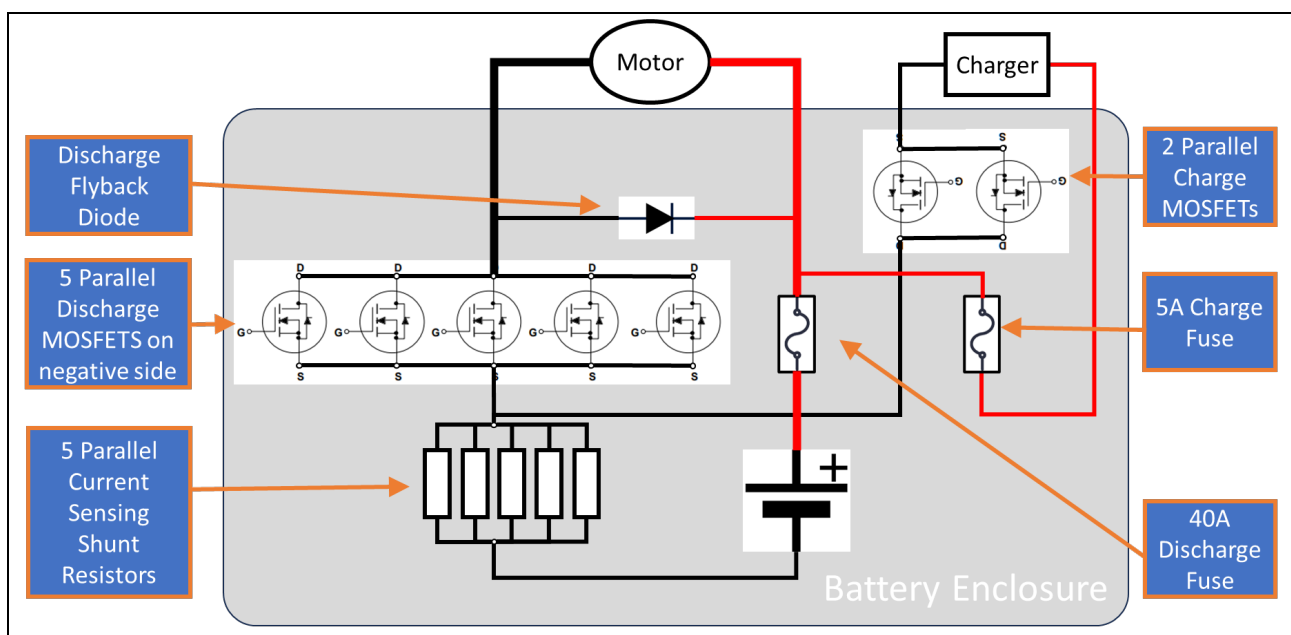 Motor
Charger
Discharge
Flyback
Diode
2 Parallel
Charge
MOSFETs
S
S
G
G
D
D
5 Parallel
Discharge
MOSFETS on
negative side
D
D
D
D
D
G
G
G
G
G
S
S
S
S
S
5A Charge
Fuse
5 Parallel
Current
Sensing
Shunt
Resistors
+
40A
Discharge
Fuse
Battery Enclosure